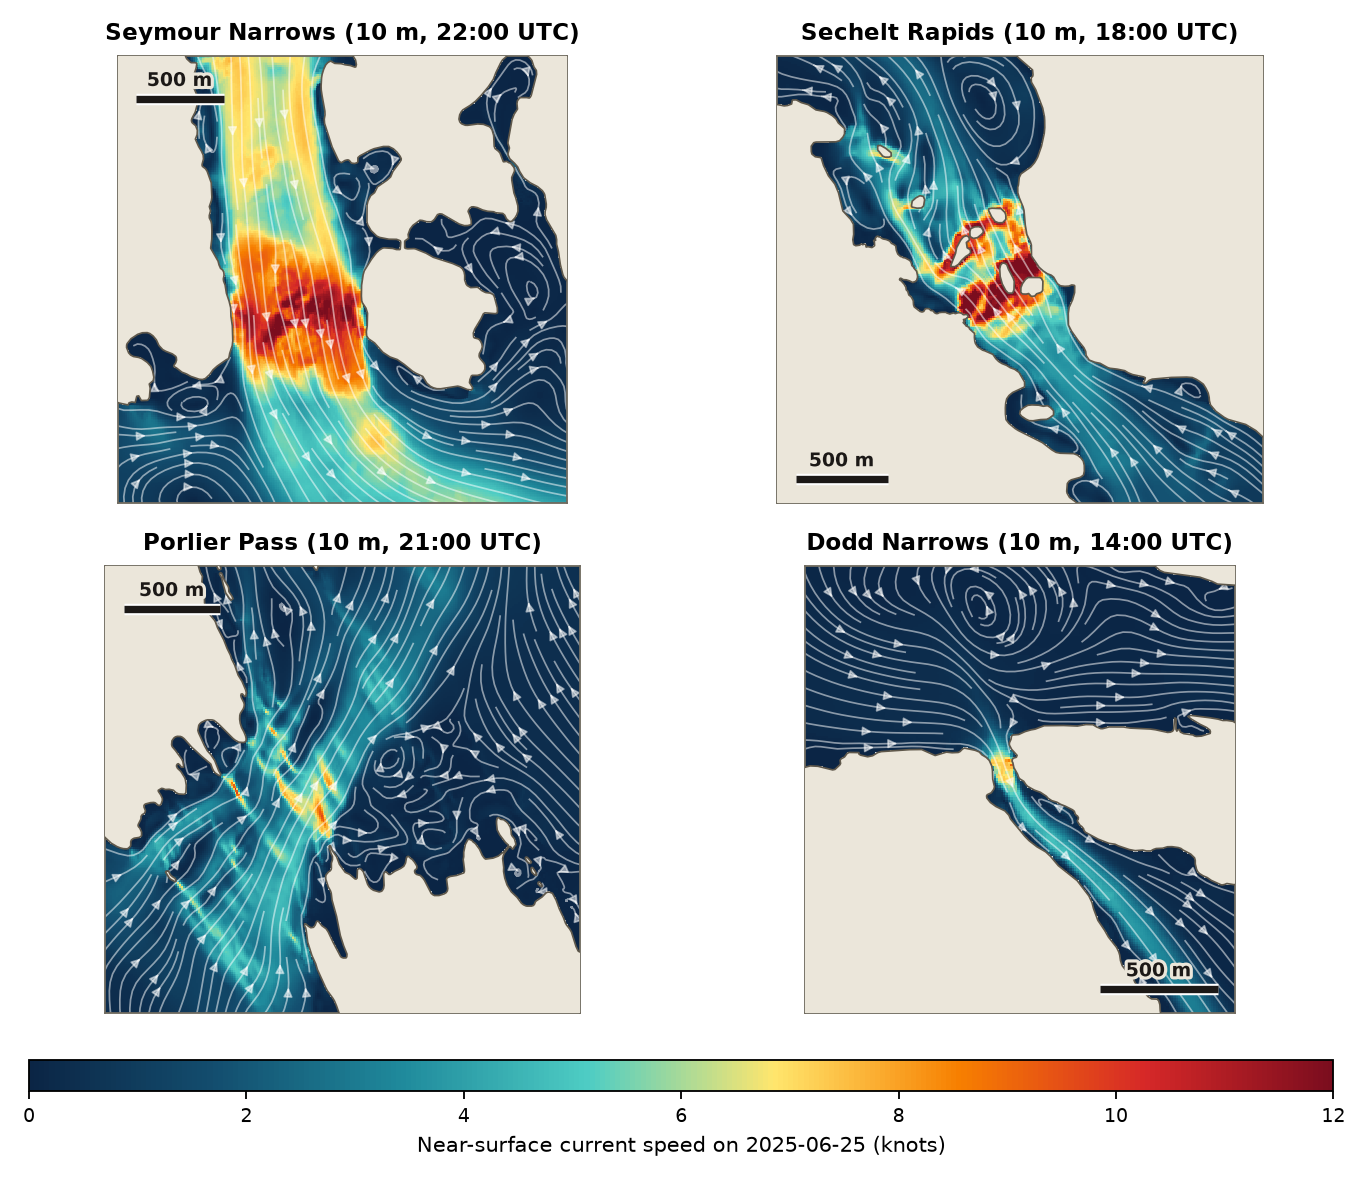 Seymour Narrows (10 m, 22:00 UTC)
500 m
Sechelt Rapids (10 m, 18:00 UTC)
500 m
Porlier Pass (10 m, 21:00 UTC)
500 m
Dodd Narrows (10 m, 14:00 UTC)
500 m
0 2 4 6 8 10 12
Near-surface current speed on 2025-06-25 (knots)